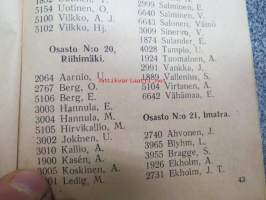 5154 Uotinen, O.
5100 Vilkko, A. J.
5102 Vilkko, Hj.
Osasto N:o 20,
Riihimäki.
2064 Aarnio, U.
2767 Berg, O.
5106 Berg, E.
3003 Hannula, E.
3004 Hannula, M.
5105 Hirvikallio, M.
3002 Jokinen, U.
3010 Kallio, A.
1900 Kasén, A.
3005 Koskinen, A.
Ledig, M.
2909 Salminen, E.
2940 Salminen, V.
6641 Salonen, Väinö
3009 Sinervo, V.
1874 Sulander, E.
4028 Tumpio, U.
1924 Tuomainen, A.
2991 Vankka, J.
1889 Vallenius, S.
5104 Virtanen, A.
6642 Vähämaa, E.
Osasto N:o 21, Imatra.
2740 Ahvonen, J.
3965 Blyhm, L.
3955 Bragge, S.
1926 Ekholm, A.
2731 Ekholm, J. T.
43